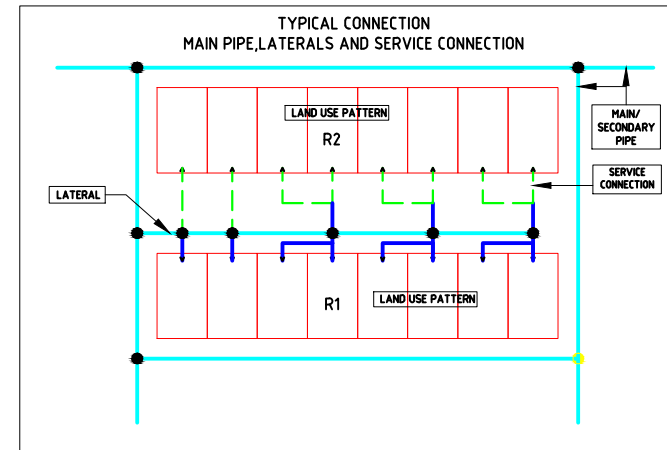 TYPICAL CONNECTION
MAIN PIPE,LATERALS AND SERVICE CONNECTION
LAND USE PATTERN
R2
MAIN/
SECONDARY
PIPE
SERVICE
CONNECTION
LATERAL
R1
LAND USE PATTERN